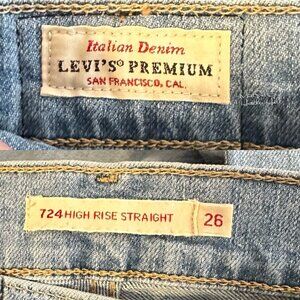 Italian Denim
LEVI'S® PREMIUM
SAN FRANCISCO, CAL.
724 HIGH RISE STRAIGHT 26